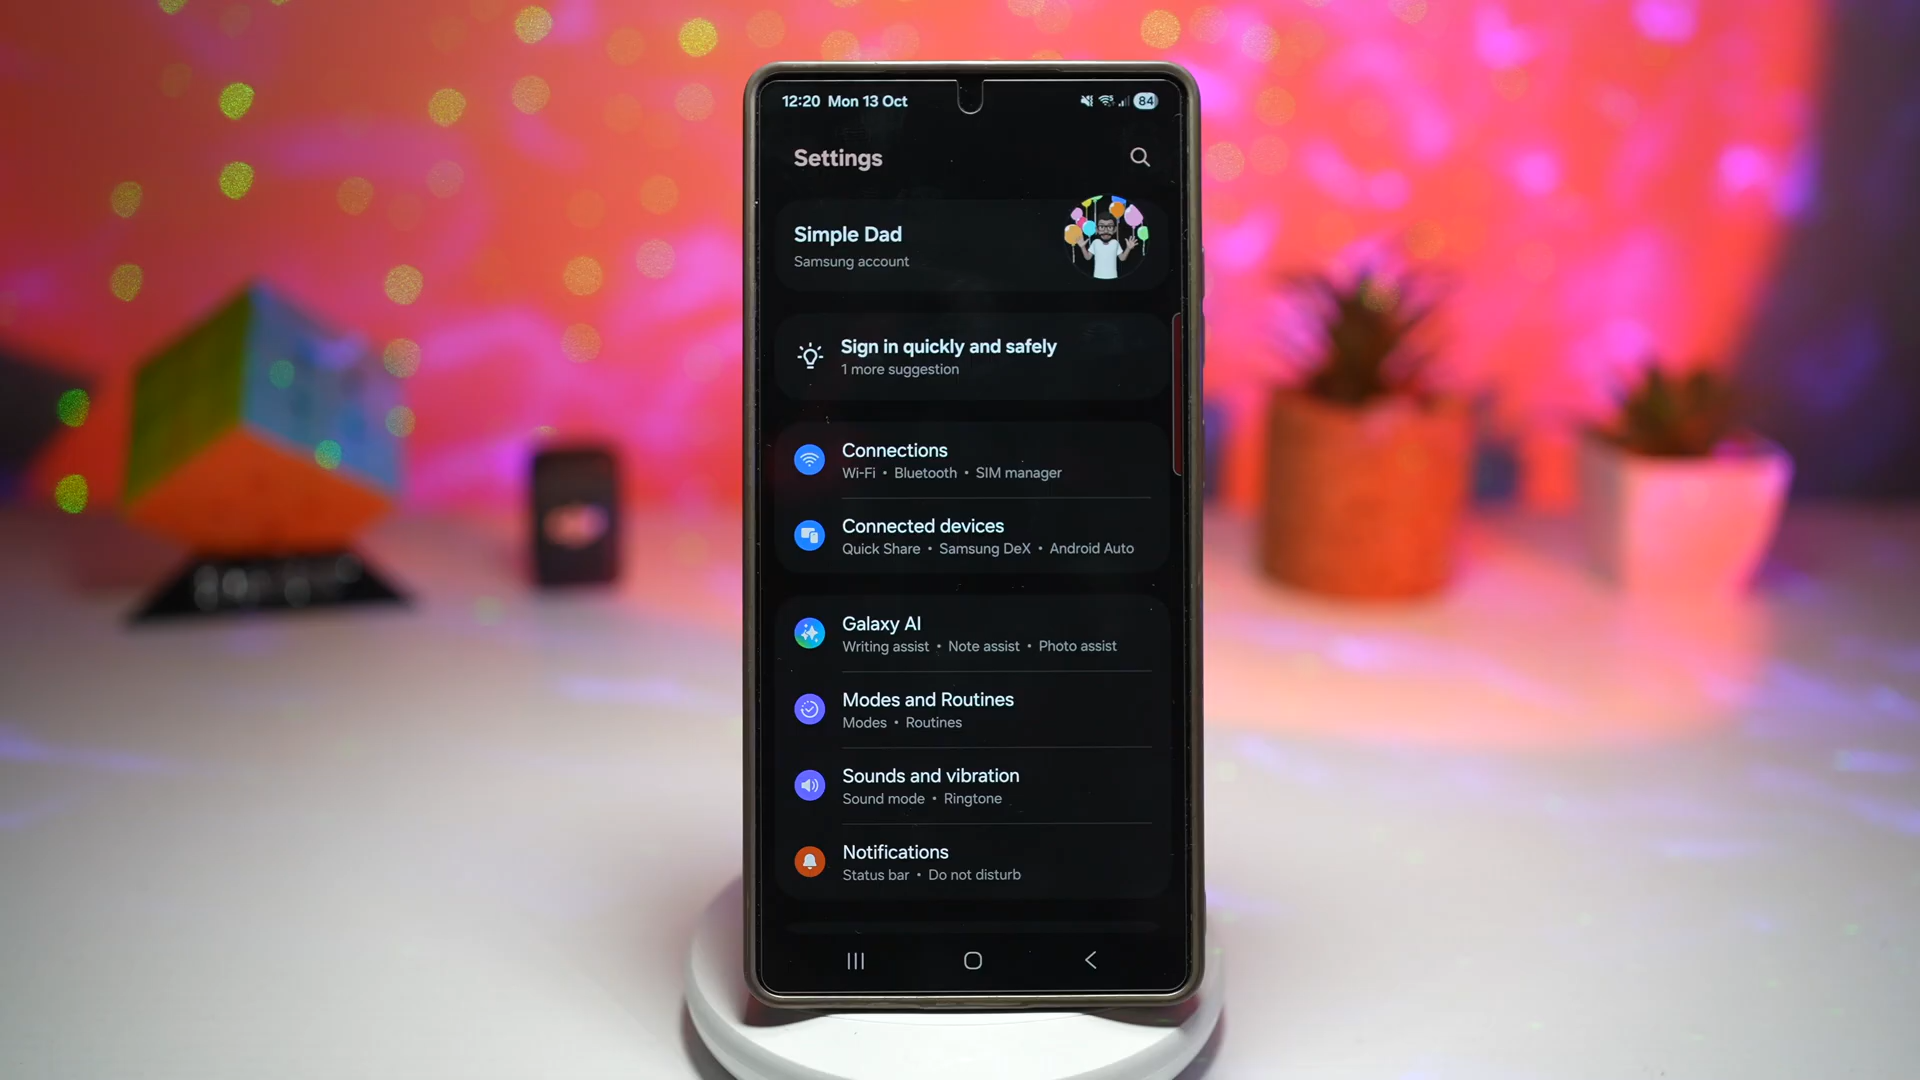 12:20 Mon 13 Oct
84
Settings
Simple Dad
Samsung account
Sign in quickly and safely
1 more suggestion
Connections
Wi-Fi • Bluetooth • SIM manager
Connected devices
Quick Share • Samsung DeX • Android Auto
Galaxy AI
Writing assist • Note assist • Photo assist
Modes and Routines
Modes • Routines
Sounds and vibration
Sound mode • Ringtone
Notifications
Status bar • Do not disturb